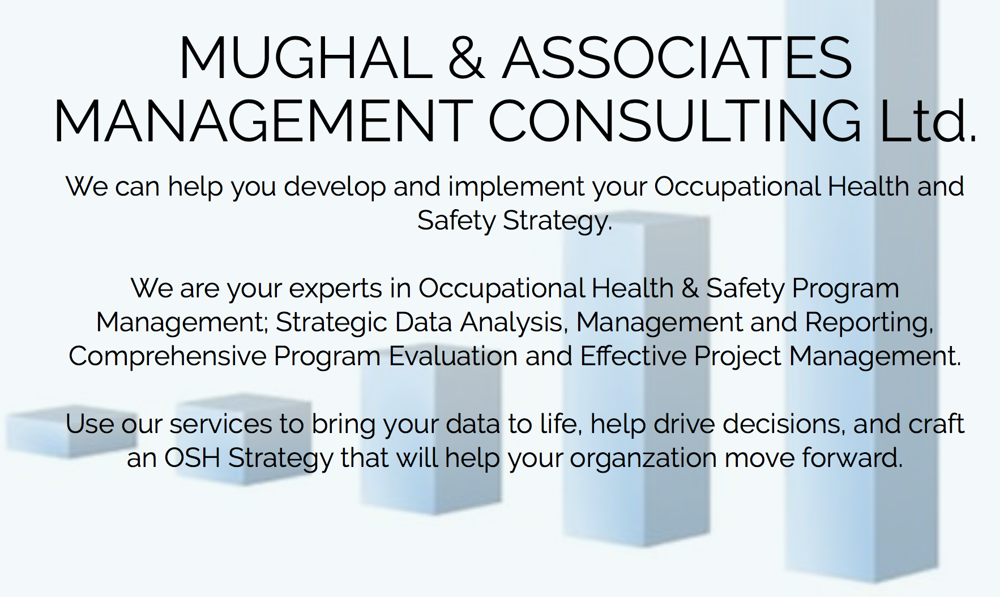 MUGHAL & ASSOCIATES
MANAGEMENT CONSULTING Ltd.
We can help you develop and implement your Occupational Health and
Safety Strategy.
We are your experts in Occupational Health & Safety Program
Management; Strategic Data Analysis, Management and Reporting,
Comprehensive Program Evaluation and Effective Project Management.
Use our services to bring your data to life, help drive decisions, and craft
an OSH Strategy that will help your organzation move forward.